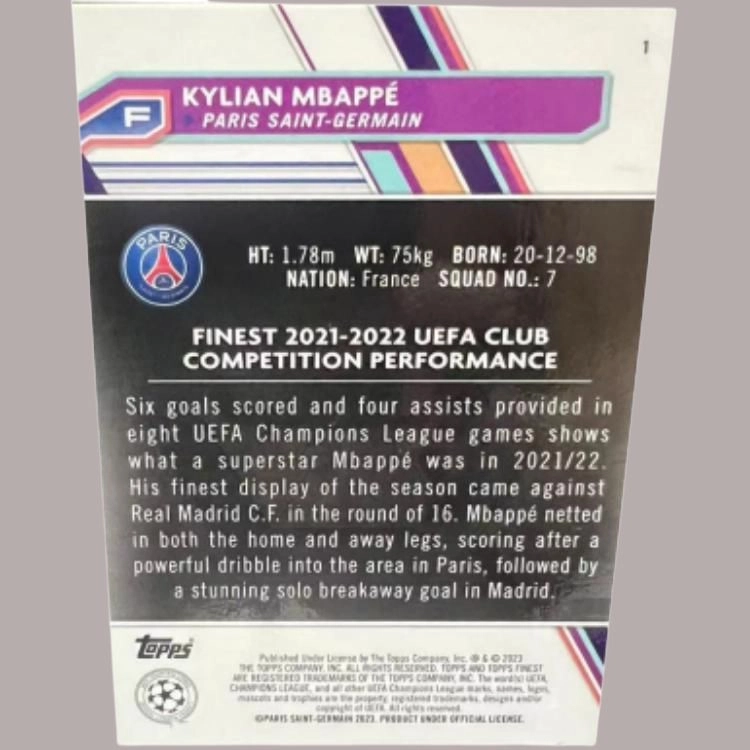 1
F
KYLIAN MBAPPÉ
PARIS SAINT-GERMAIN
PARIS
HT: 1.78m WT: 75kg BORN: 20-12-98
NATION: France SQUAD NO.: 7
FINEST 2021-2022 UEFA CLUB
COMPETITION PERFORMANCE
Six goals scored and four assists provided in
eight UEFA Champions League games shows
what a superstar Mbappé was in 2021/22.
His finest display of the season came against
Real Madrid C.F. in the round of 16. Mbappé netted
in both the home and away legs, scoring after a
powerful dribble into the area in Paris, followed by
a stunning solo breakaway goal in Madrid.
Topps
Published Under License by The Topps Company, Inc. ® & © 2023
THE TOPPS COMPANY, INC. ALL RIGHTS RESERVED. TOPPS AND TOPPS FINEST
ARE REGISTERED TRADEMARKS OF THE TOPPS COMPANY, INC. The word(s) UEFA,
CHAMPIONS LEAGUE, and all other UEFA Champions League marks, names, logos,
mascots and trophies are the property, registered trademarks, designs and/or
copyright of UEFA. All rights reserved.
©PARIS SAINT-GERMAIN 2023. PRODUCT UNDER OFFICIAL LICENSE.